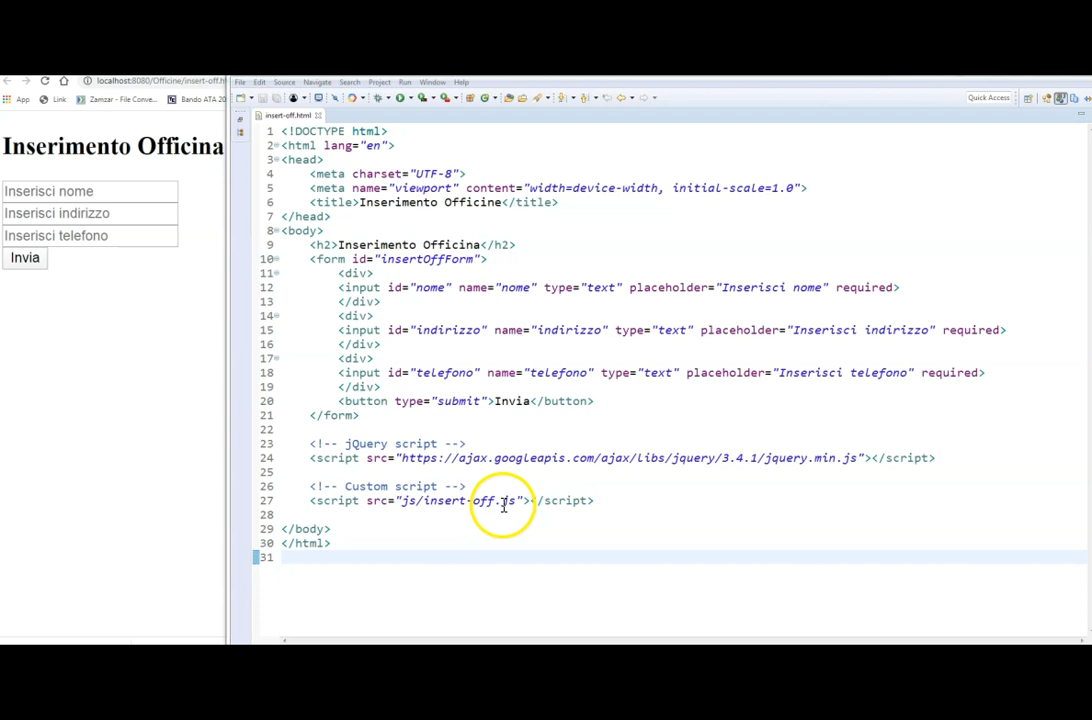 localhost:8080/Officine/insert-off.h
App Link Zamzar - File Conve... Bando ATA 20
Inserimento Officina
Inserisci nome
Inserisci indirizzo
Inserisci telefono
Invia
File Edit Source Navigate Search Project Run Window Help
Quick Access
insert-off.html
1 <!DOCTYPE html>
2 <html lang="en">
3 <head>
4 <meta charset="UTF-8">
5 <meta name="viewport" content="width=device-width, initial-scale=1.0">
6 <title>Inserimento Officine</title>
7 </head>
8 <body>
9 <h2>Inserimento Officina</h2>
10 <form id="insertOffForm">
11 <div>
12 <input id="nome" name="nome" type="text" placeholder="Inserisci nome" required>
13 </div>
14 <div>
15 <input id="indirizzo" name="indirizzo" type="text" placeholder="Inserisci indirizzo" required>
16 </div>
17 <div>
18 <input id="telefono" name="telefono" type="text" placeholder="Inserisci telefono" required>
19 </div>
20 <button type="submit">Invia</button>
21 </form>
22
23 <!-- jQuery script -->
24 <script src="https://ajax.googleapis.com/ajax/libs/jquery/3.4.1/jquery.min.js"></script>
25
26 <!-- Custom script -->
27 <script src="js/insert-off.js"></script>
28
29 </body>
30 </html>
31